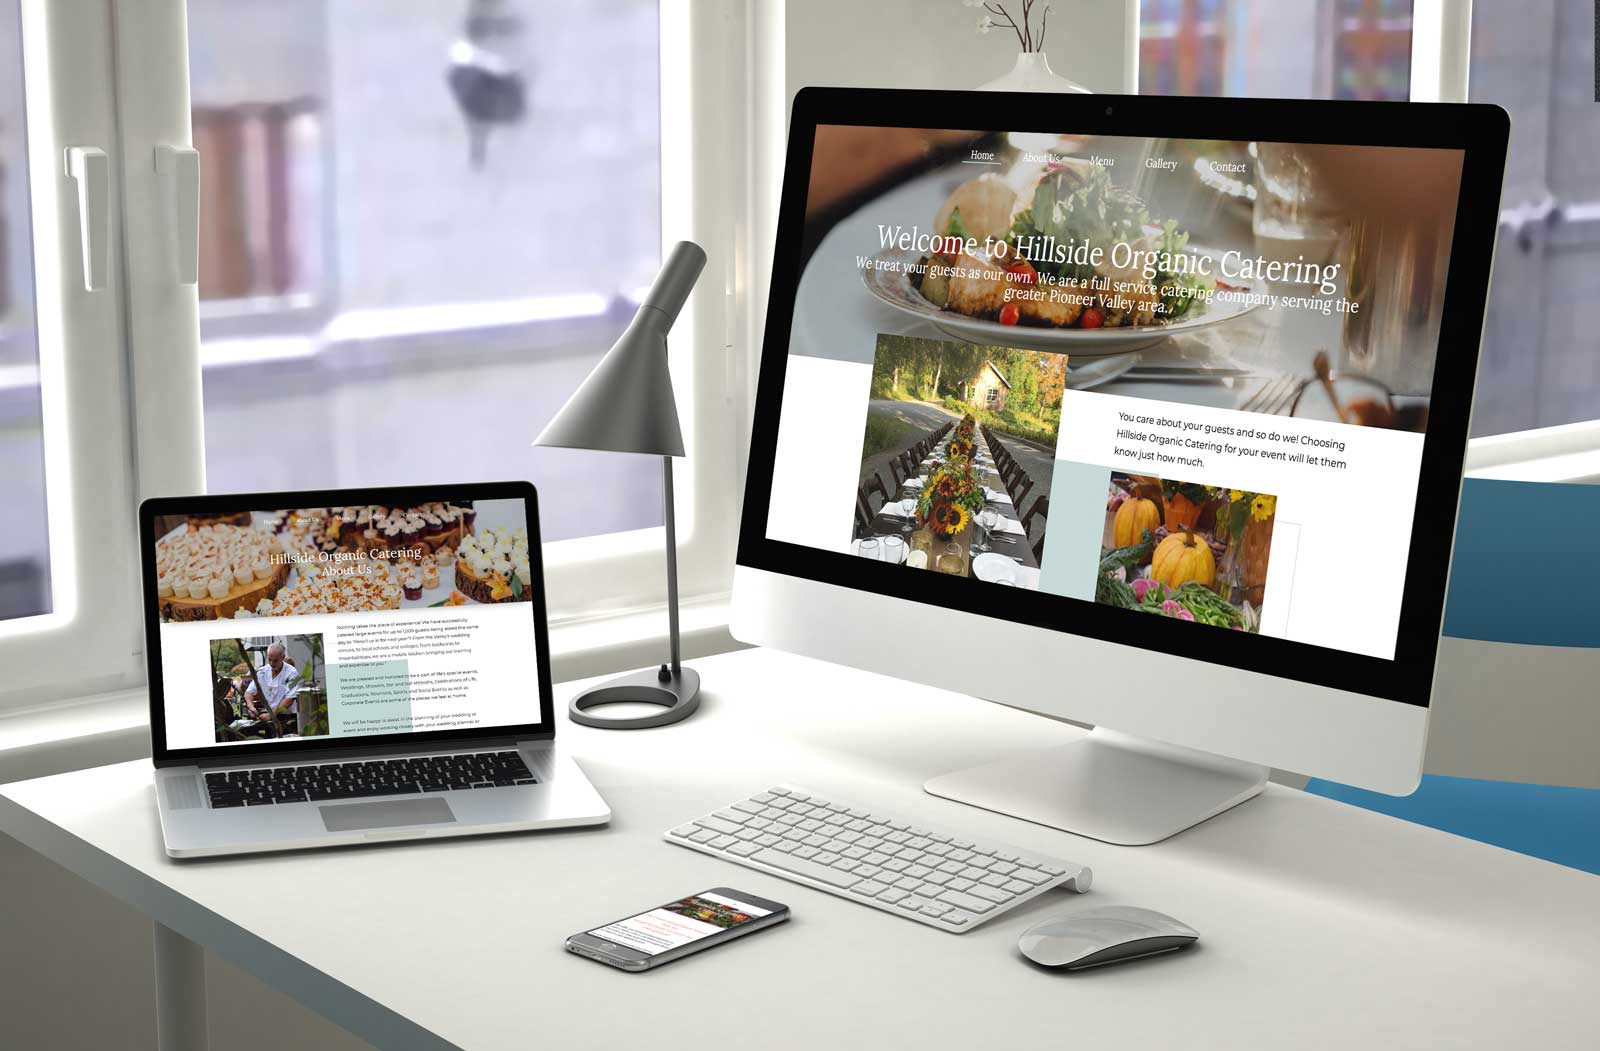 Home About Us Menu Gallery Contact
Welcome to Hillside Organic Catering
We treat your guests as our own. We are a full service catering company serving the
greater Pioneer Valley area.
You care about your guests and so do we! Choosing
Hillside Organic Catering for your event will let them
know just how much.
Home About Us Menu Gallery Contact
Hillside Organic Catering
About Us
Nothing takes the place of experience! We have successfully
catered large events for up to 1,000 guests being asked the same
day to
From the Valley's wedding
venues, to local schools and colleges, from backyards to
mountaintops, we are a mobile kitchen bringing our training
and expertise to you.
We are pleased and honored to be a part of life's special events.
Weddings, Showers, Bar and Bat Mitzvahs, Celebrations of Life,
Graduations, Reunions, Sports and Social Events as well as
Corporate Events are some of the places we feel at home.
We will be happy to assist in the planning of your wedding or
event and enjoy working closely with your wedding planner or